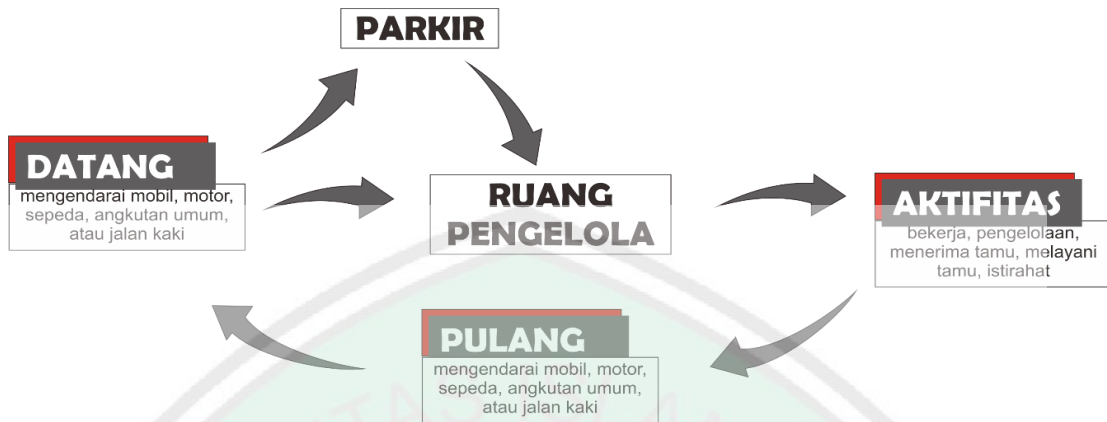 PARKIR
DATANG
mengendarai mobil, motor,
sepeda, angkutan umum,
atau jalan kaki
RUANG
PENGELOLA
AKTIFITAS
bekerja, pengelolaan,
menerima tamu, melayani
tamu, istirahat
PULANG
mengendarai mobil, motor,
sepeda, angkutan umum,
atau jalan kaki